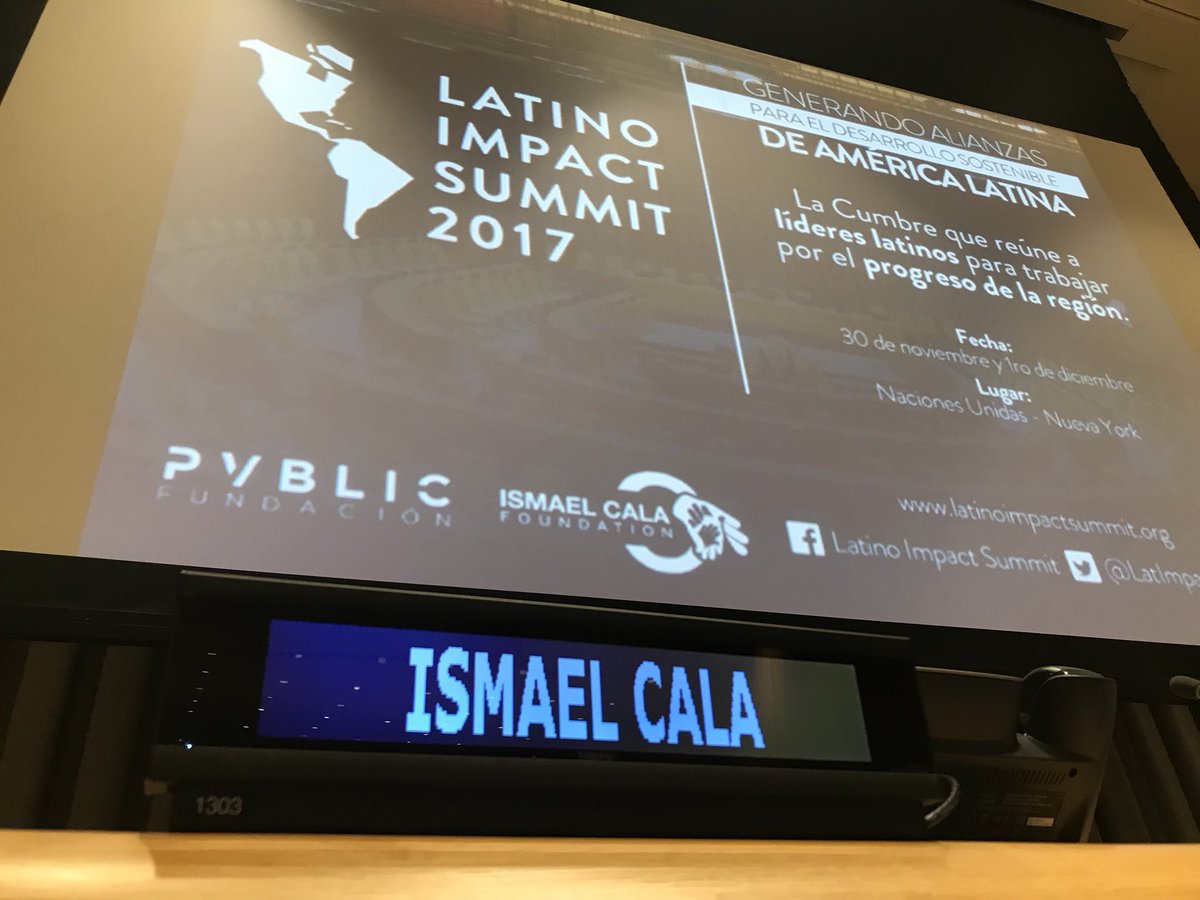 LATINO
IMPACT
SUMMIT
2017
GENERANDO ALIANZAS
PARA EL DESARROLLO SOSTENIBLE
DE AMÉRICA LATINA
La Cumbre que reúne a
líderes latinos para trabajar
por el progreso de la región.
Fecha:
30 de noviembre y 1ro de diciembre
Lugar:
Naciones Unidas - Nueva York
PVBLIC
FUNDACIÓN
ISMAEL CALA
FOUNDATION
www.latinoimpactsummit.org
Latino Impact Summit
@LatImpa
ISMAEL CALA
1303